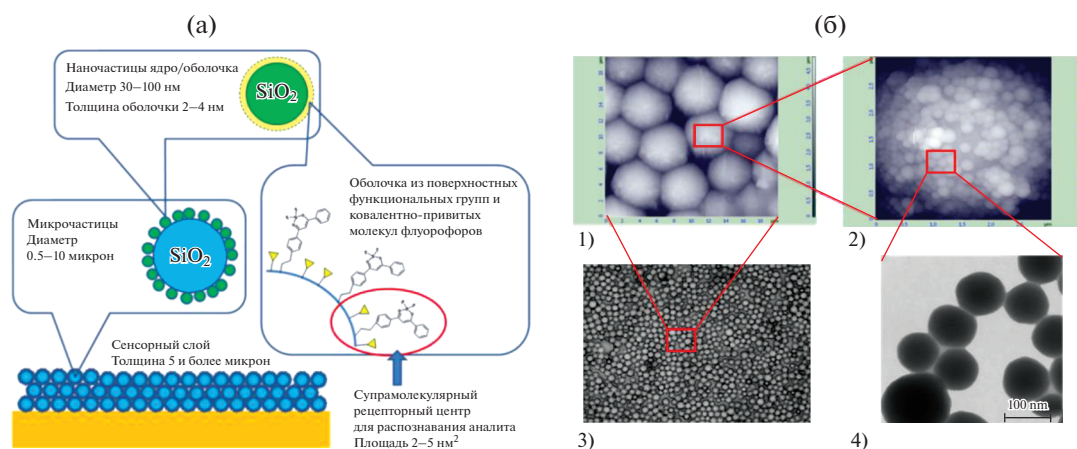 (а)
Наночастицы ядро/оболочка
Диаметр 30–100 нм
Толщина оболочки 2–4 нм
SiO2
Оболочка из поверхностных
функциональных групп и
ковалентно-привитых
молекул флуорофоров
Микрочастицы
Диаметр
0.5–10 микрон
SiO2
Сенсорный слой
Толщина 5 и более микрон
Супрамолекулярный
рецепторный центр
для распознавания аналита
Площадь 2–5 нм²
(б)
1)
2)
3)
4)
100 nm